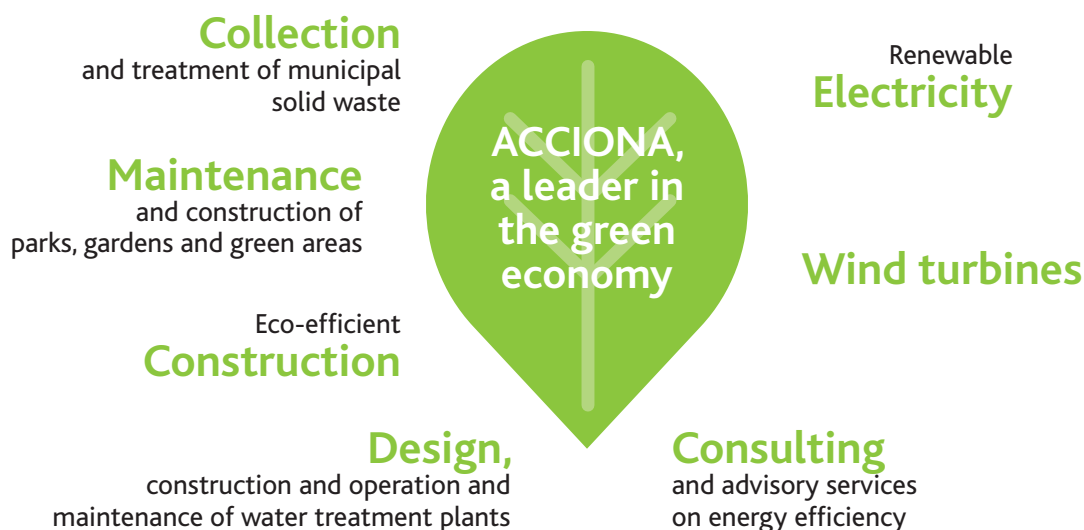 Collection
and treatment of municipal
solid waste
Maintenance
and construction of
parks, gardens and green areas
Eco-efficient
Construction
Design,
construction and operation and
maintenance of water treatment plants
ACCIONA,
a leader in
the green
economy
Renewable
Electricity
Wind turbines
Consulting
and advisory services
on energy efficiency